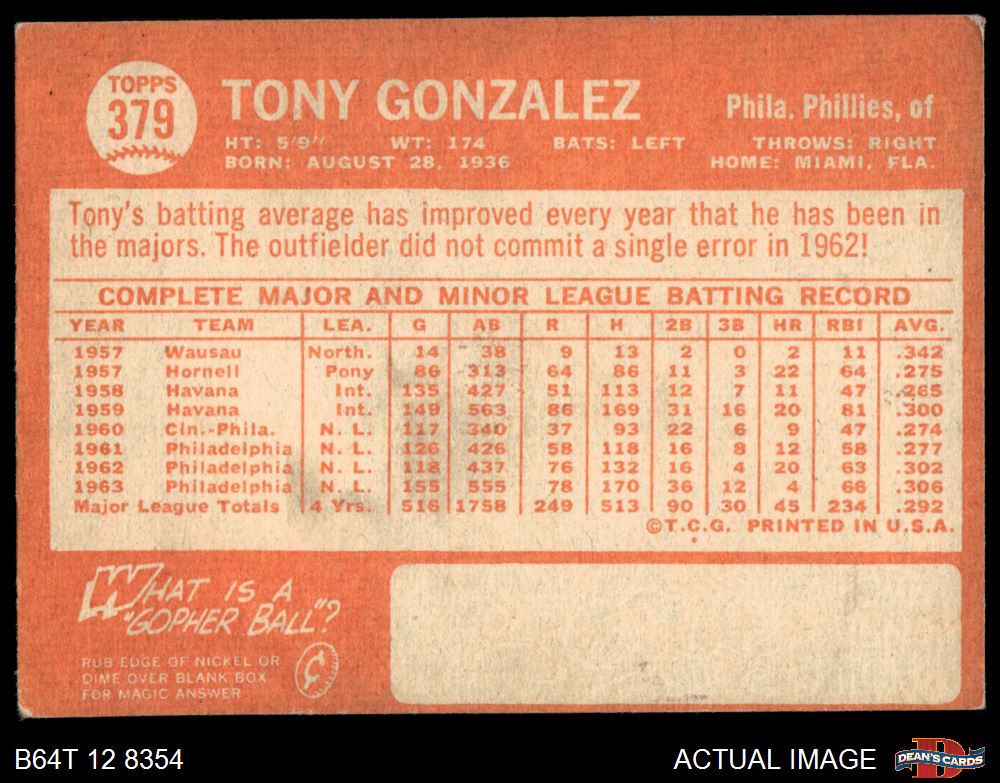 TOPPS
379
TONY GONZALEZ
Phila. Phillies, of
HT: 5'9" WT: 174 BATS: LEFT THROWS: RIGHT
BORN: AUGUST 28, 1936 HOME: MIAMI, FLA.
Tony's batting average has improved every year that he has been in
the majors. The outfielder did not commit a single error in 1962!
COMPLETE MAJOR AND MINOR LEAGUE BATTING RECORD
YEAR TEAM LEA. G AB R H 2B 3B HR RBI AVG.
1957 Wausau North. 14 38 9 13 2 0 2 11 .342
1957 Hornell Pony 86 313 64 86 11 3 22 64 .275
1958 Havana Int. 135 427 51 113 12 7 11 47 .265
1959 Havana Int. 149 563 86 169 31 16 20 81 .300
1960 Cin.-Phila. N. L. 117 340 37 93 22 6 9 47 .274
1961 Philadelphia N. L. 126 426 58 118 16 8 12 58 .277
1962 Philadelphia N. L. 118 437 76 132 16 4 20 63 .302
1963 Philadelphia N. L. 155 555 78 170 36 12 4 66 .306
Major League Totals 4 Yrs. 516 1758 249 513 90 30 45 234 .292
©T.C.G. PRINTED IN U.S.A.
WHAT IS A
"GOPHER BALL"?
RUB EDGE OF NICKEL OR
DIME OVER BLANK BOX
FOR MAGIC ANSWER
¢
B64T 12 8354
ACTUAL IMAGE
D
DEAN'S CARDS